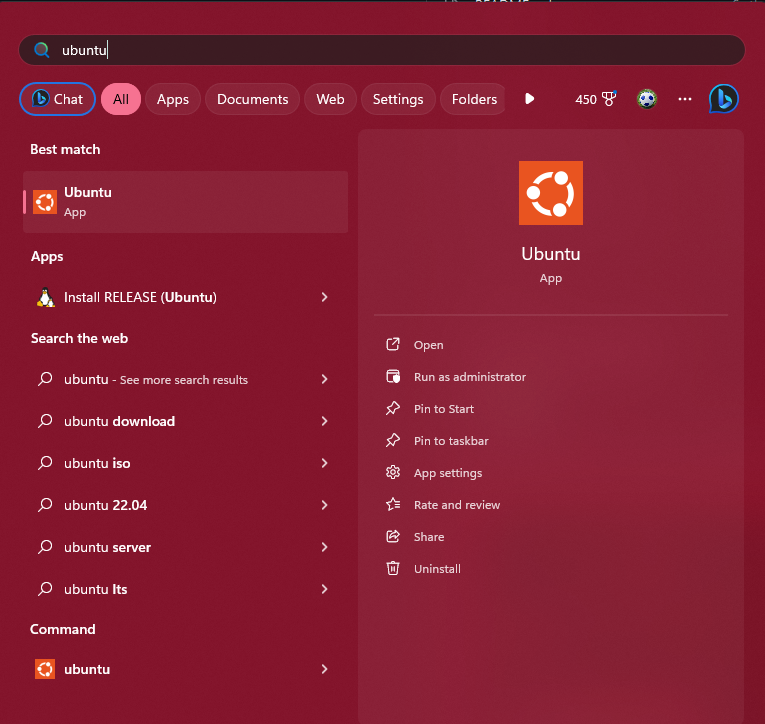 ubuntu
Chat
All
Apps
Documents
Web
Settings
Folders
450
Best match
Ubuntu
App
Apps
Install RELEASE (Ubuntu)
Search the web
ubuntu - See more search results
ubuntu download
ubuntu iso
ubuntu 22.04
ubuntu server
ubuntu lts
Command
ubuntu
Ubuntu
App
Open
Run as administrator
Pin to Start
Pin to taskbar
App settings
Rate and review
Share
Uninstall